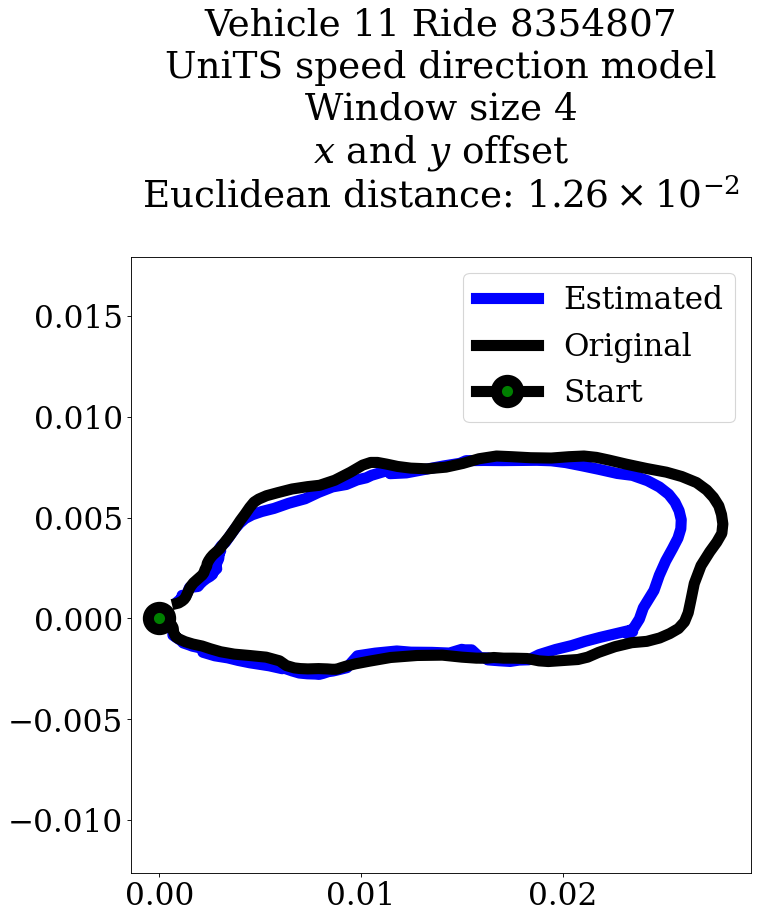 Vehicle 11 Ride 8354807
UniTS speed direction model
Window size 4
x and y offset
Euclidean distance: 1.26 × 10⁻²
Estimated
Original
Start
0.015
0.010
0.005
0.000
−0.005
−0.010
0.00 0.01 0.02